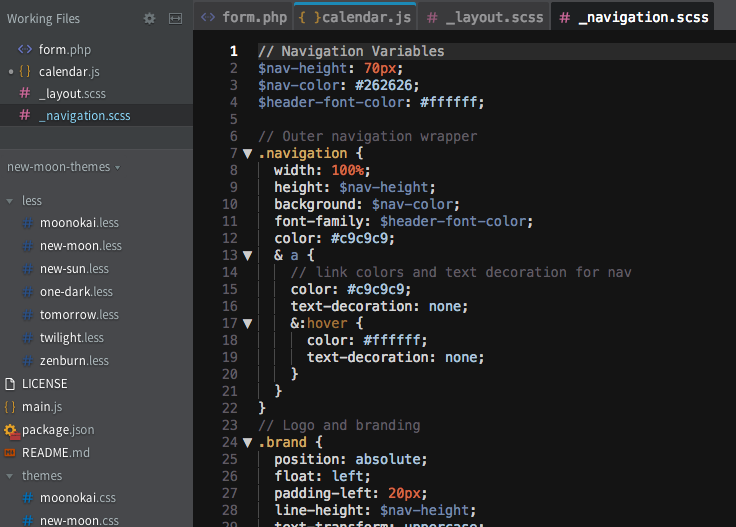 Working Files
form.php
calendar.js
_layout.scss
_navigation.scss
new-moon-themes
less
moonokai.less
new-moon.less
new-sun.less
one-dark.less
tomorrow.less
twilight.less
zenburn.less
LICENSE
main.js
package.json
README.md
themes
moonokai.css
new-moon.css
<> form.php { }calendar.js # _layout.scss # _navigation.scss
1 // Navigation Variables
2 $nav-height: 70px;
3 $nav-color: #262626;
4 $header-font-color: #ffffff;
5
6 // Outer navigation wrapper
7 .navigation {
8 width: 100%;
9 height: $nav-height;
10 background: $nav-color;
11 font-family: $header-font-color;
12 color: #c9c9c9;
13 & a {
14 // link colors and text decoration for nav
15 color: #c9c9c9;
16 text-decoration: none;
17 &:hover {
18 color: #ffffff;
19 text-decoration: none;
20 }
21 }
22 }
23 // Logo and branding
24 .brand {
25 position: absolute;
26 float: left;
27 padding-left: 20px;
28 line-height: $nav-height;
29 text-transform: uppercase;